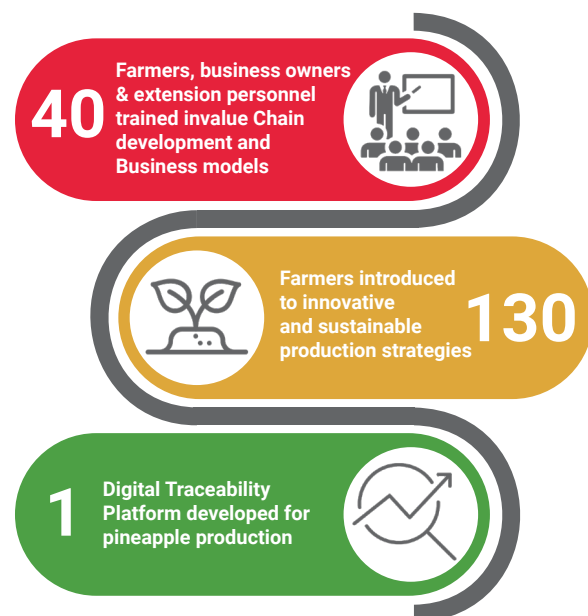 40
Farmers, business owners
& extension personnel
trained invalue Chain
development and
Business models
Farmers introduced
to innovative
and sustainable
production strategies
130
1
Digital Traceability
Platform developed for
pineapple production